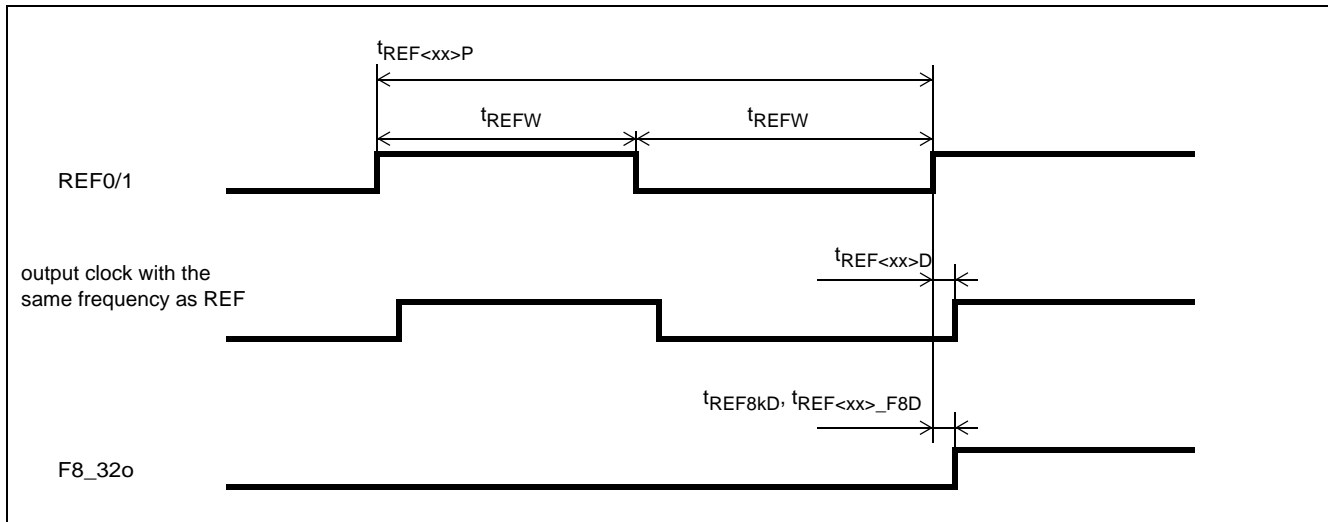 tREF<xx>P
tREFW tREFW
REF0/1
tREF<xx>D
output clock with the
same frequency as REF
tREF8kD, tREF<xx>_F8D
F8_32o